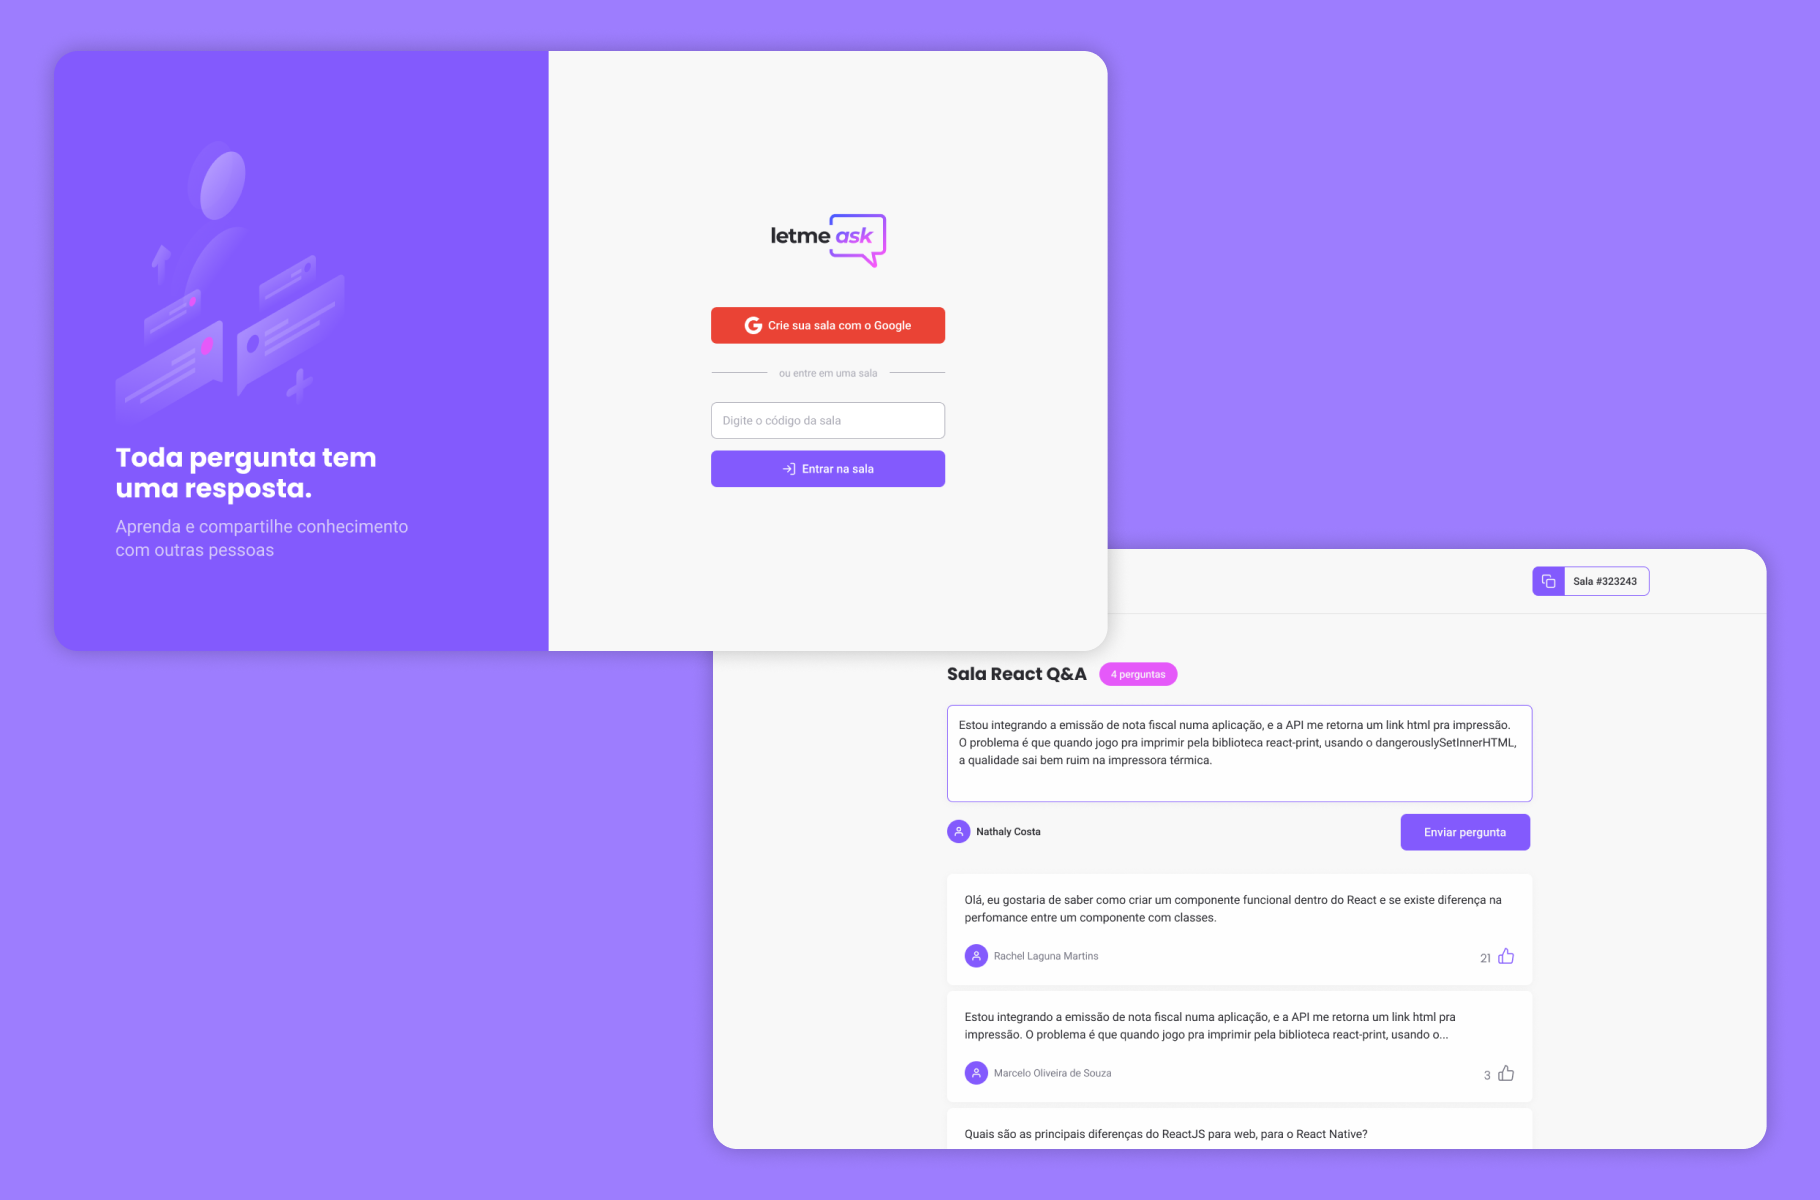 letme ask
Crie sua sala com o Google
ou entre em uma sala
Digite o código da sala
Entrar na sala
Toda pergunta tem
uma resposta.
Aprenda e compartilhe conhecimento
com outras pessoas
Sala #323243
Sala React Q&A
4 perguntas
Estou integrando a emissão de nota fiscal numa aplicação, e a API me retorna um link html pra impressão.
O problema é que quando jogo pra imprimir pela biblioteca react-print, usando o dangerouslySetInnerHTML,
a qualidade sai bem ruim na impressora térmica.
Nathaly Costa
Enviar pergunta
Olá, eu gostaria de saber como criar um componente funcional dentro do React e se existe diferença na
perfomance entre um componente com classes.
Rachel Laguna Martins
21
Estou integrando a emissão de nota fiscal numa aplicação, e a API me retorna um link html pra
impressão. O problema é que quando jogo pra imprimir pela biblioteca react-print, usando o...
Marcelo Oliveira de Souza
3
Quais são as principais diferenças do ReactJS para web, para o React Native?